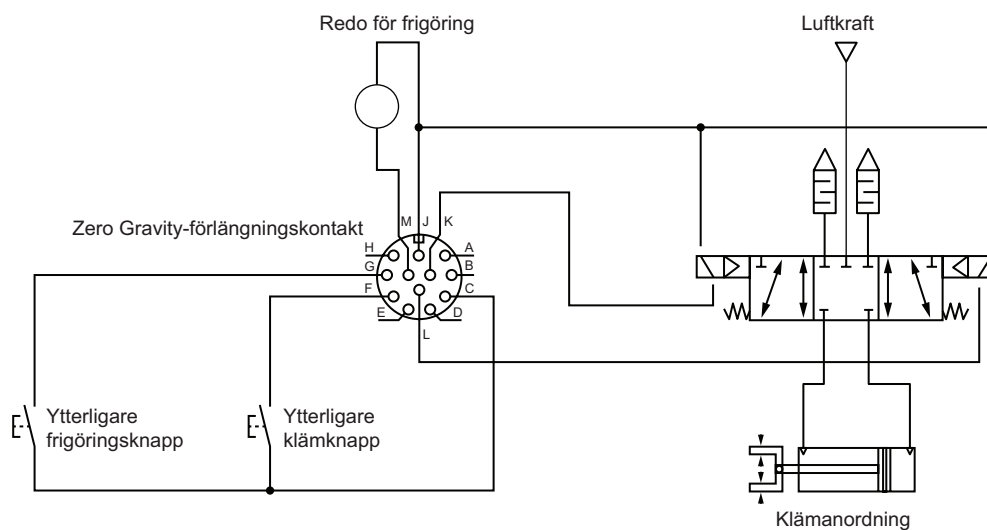 Redo för frigöring
Luftkraft
Zero Gravity-förlängningskontakt
M
J
K
H
A
G
B
F
C
E
D
L
Ytterligare
frigöringsknapp
Ytterligare
klämknapp
Klämanordning